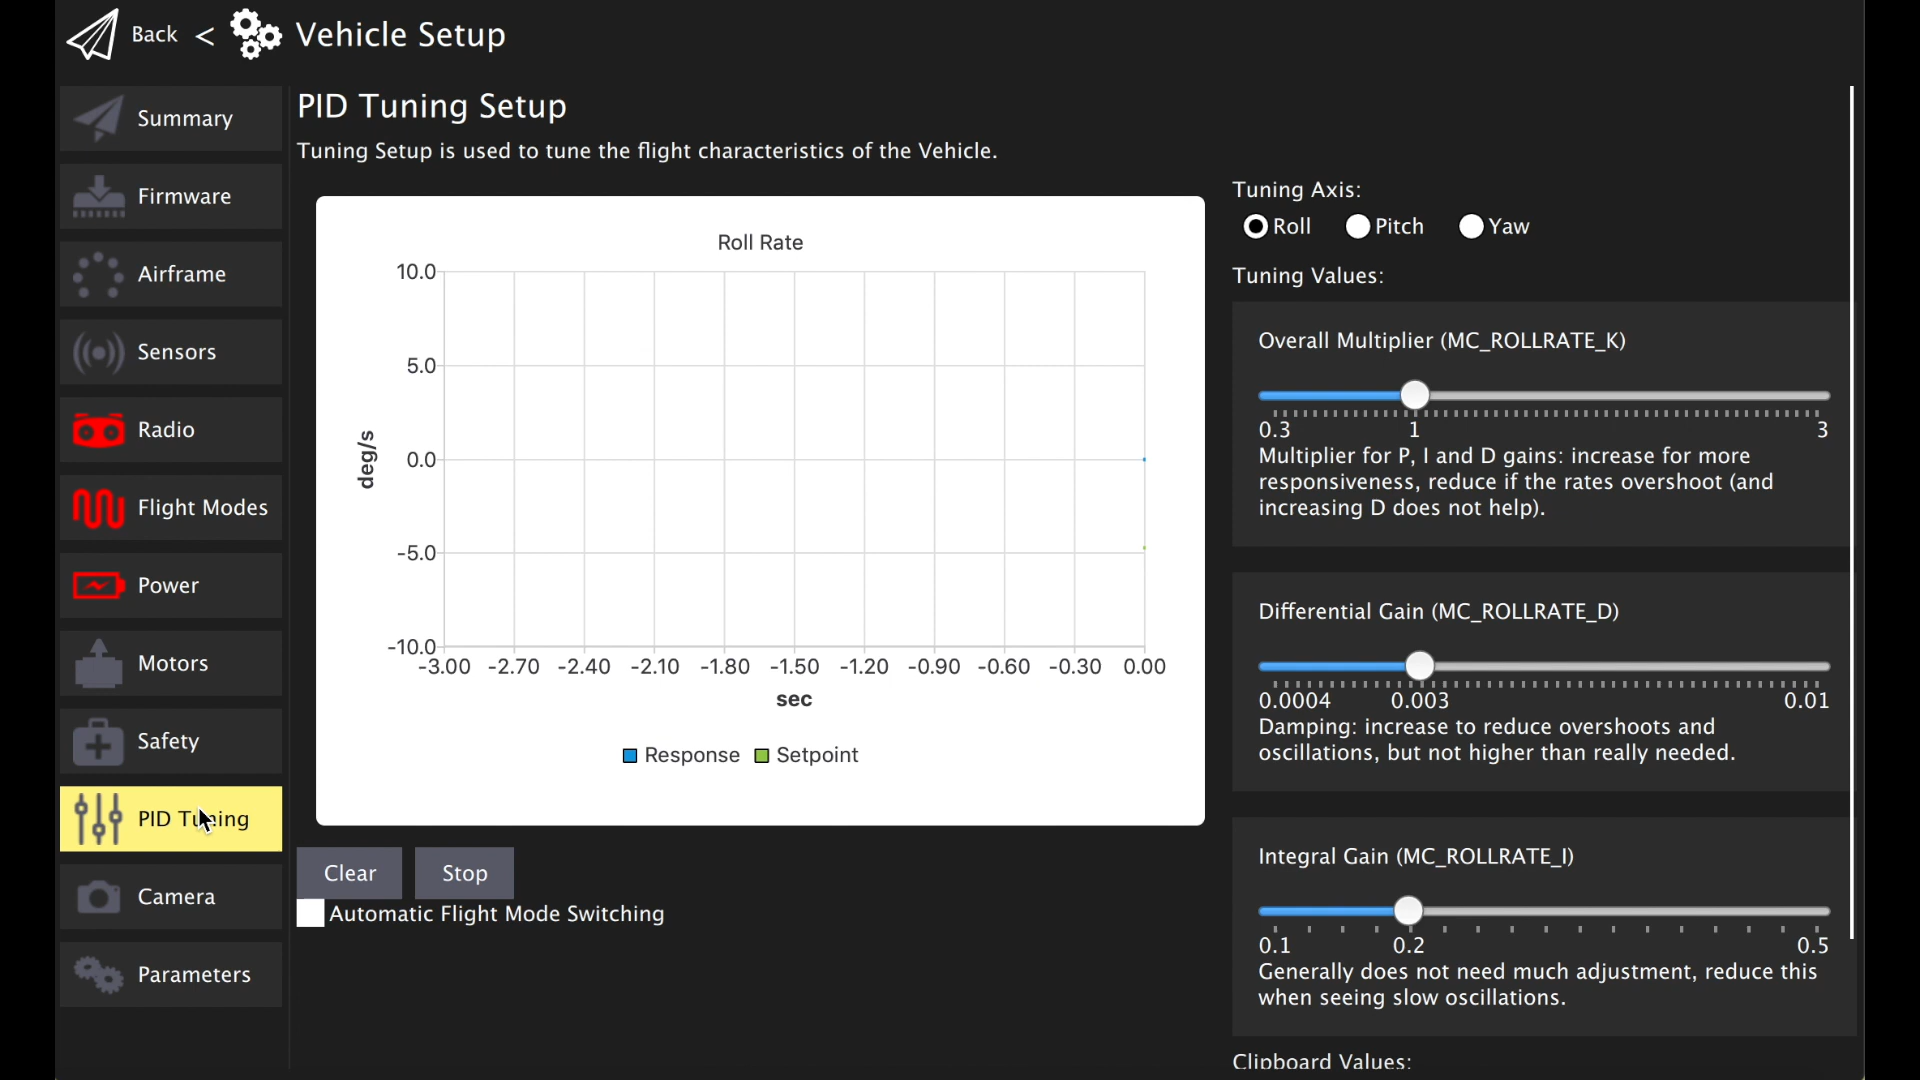 Back < Vehicle Setup
Summary
Firmware
Airframe
Sensors
Radio
Flight Modes
Power
Motors
Safety
PID Tuning
Camera
Parameters
PID Tuning Setup
Tuning Setup is used to tune the flight characteristics of the Vehicle.
Roll Rate
10.0
5.0
0.0
-5.0
-10.0
deg/s
-3.00 -2.70 -2.40 -2.10 -1.80 -1.50 -1.20 -0.90 -0.60 -0.30 0.00
sec
Response Setpoint
Clear Stop
Automatic Flight Mode Switching
Tuning Axis:
Roll Pitch Yaw
Tuning Values:
Overall Multiplier (MC_ROLLRATE_K)
0.3 1 3
Multiplier for P, I and D gains: increase for more
responsiveness, reduce if the rates overshoot (and
increasing D does not help).
Differential Gain (MC_ROLLRATE_D)
0.0004 0.003 0.01
Damping: increase to reduce overshoots and
oscillations, but not higher than really needed.
Integral Gain (MC_ROLLRATE_I)
0.1 0.2 0.5
Generally does not need much adjustment, reduce this
when seeing slow oscillations.
Clipboard Values: